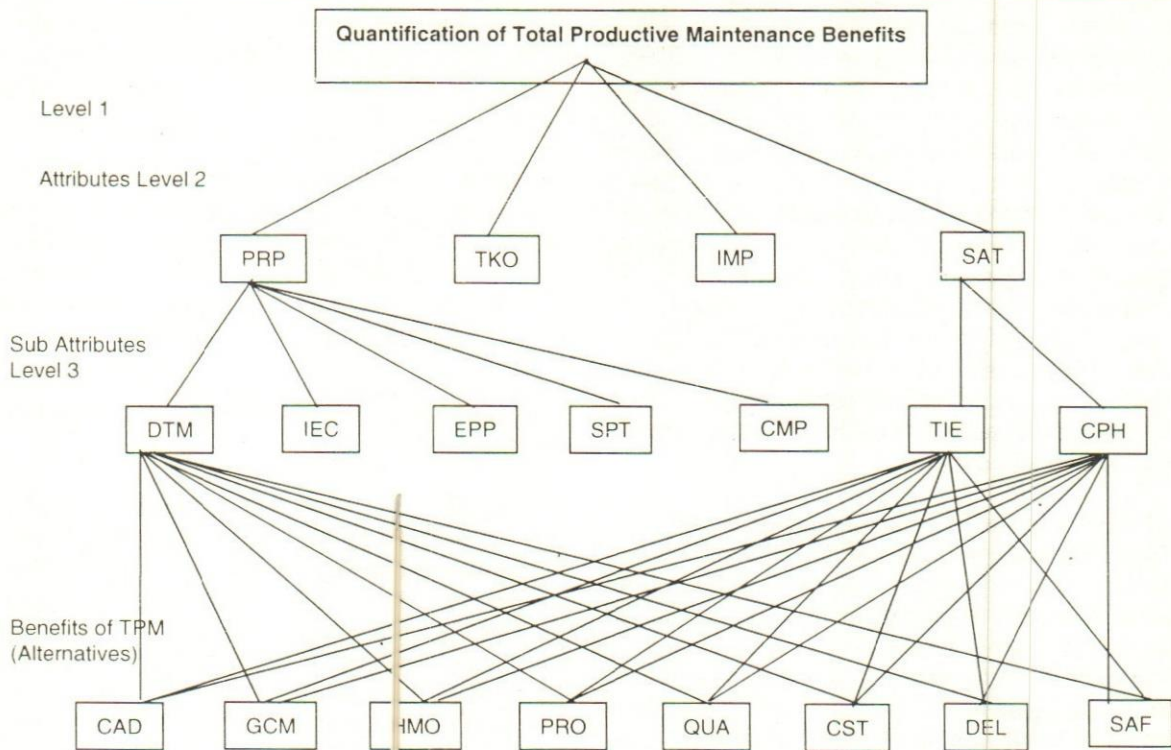 Quantification of Total Productive Maintenance Benefits
Level 1
Attributes Level 2
PRP TKO IMP SAT
Sub Attributes
Level 3
DTM IEC EPP SPT CMP TIE CPH
Benefits of TPM
(Alternatives)
CAD GCM HMO PRO QUA CST DEL SAF